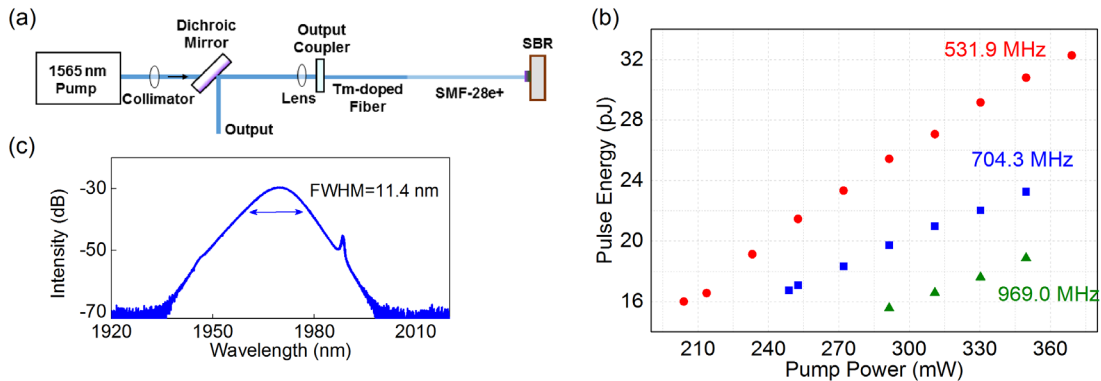 (a)
Dichroic
Mirror
Output
Coupler
SBR
1565 nm
Pump
Collimator
Lens
Tm-doped
Fiber
SMF-28e+
Output
(c)
FWHM=11.4 nm
Intensity (dB)
-30
-50
-70
1920
1950
1980
2010
Wavelength (nm)
(b)
531.9 MHz
704.3 MHz
969.0 MHz
Pulse Energy (pJ)
32
28
24
20
16
210
240
270
300
330
360
Pump Power (mW)